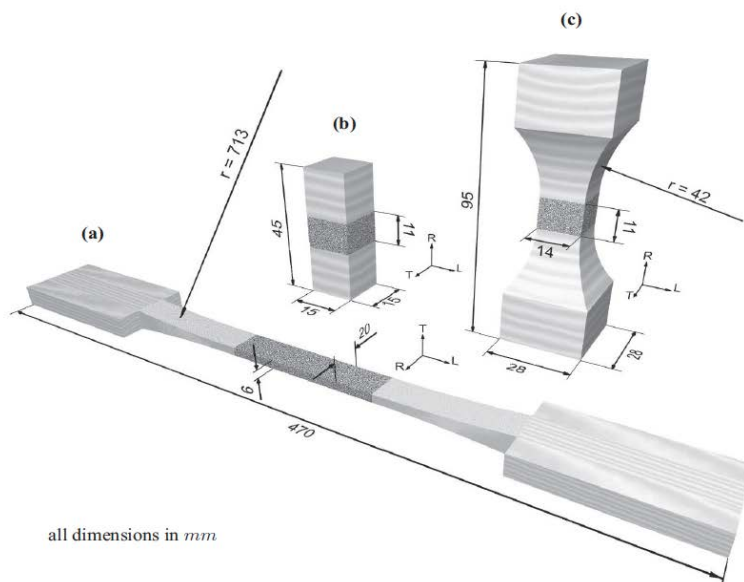 (c)
(b)
r = 713
95
r = 42
45
11
11
(a)
R
T
L
14
R
T
L
15
15
20
T
R
L
28
28
6
470
all dimensions in mm